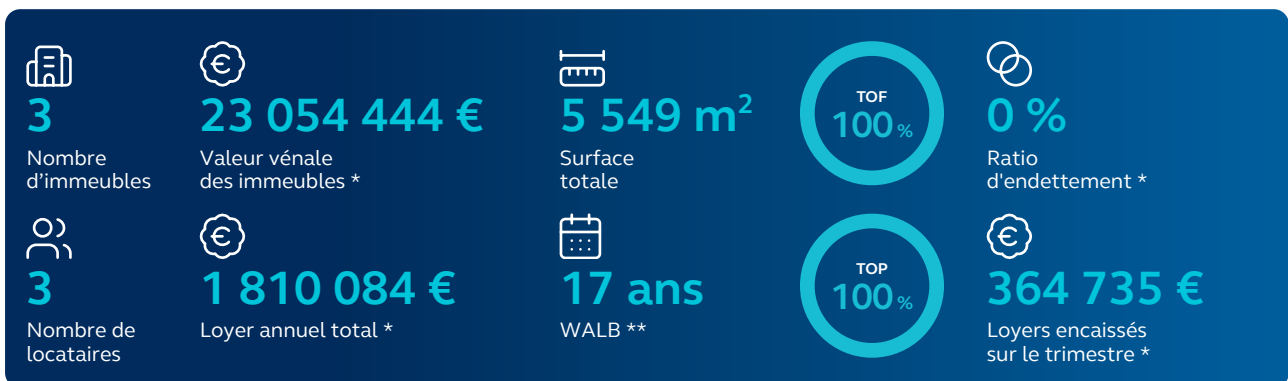 3
Nombre
d’immeubles
23 054 444 €
Valeur vénale
des immeubles *
5 549 m²
Surface
totale
TOF
100 %
0 %
Ratio
d'endettement *
3
Nombre de
locataires
1 810 084 €
Loyer annuel total *
17 ans
WALB **
TOP
100 %
364 735 €
Loyers encaissés
sur le trimestre *